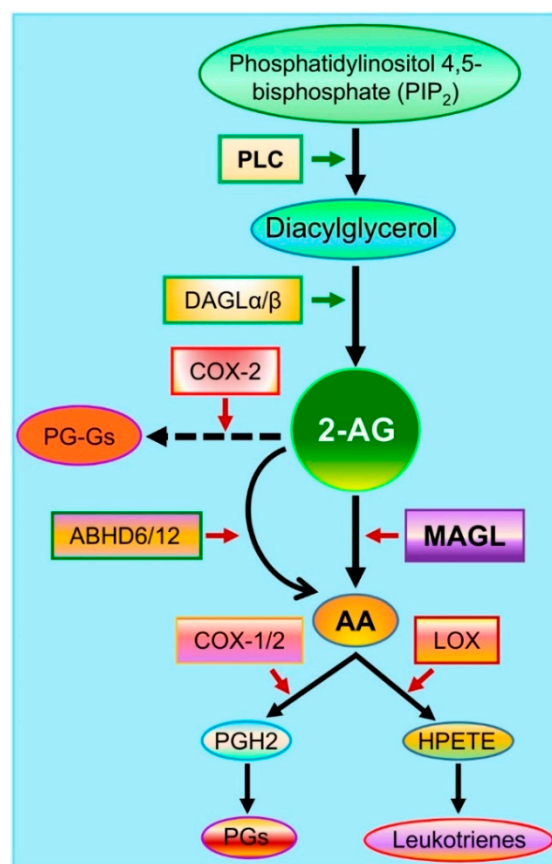 Phosphatidylinositol 4,5-
bisphosphate (PIP₂)
PLC
Diacylglycerol
DAGLα/β
COX-2
2-AG
PG-Gs
ABHD6/12
MAGL
AA
COX-1/2
LOX
PGH2
HPETE
PGs
Leukotrienes